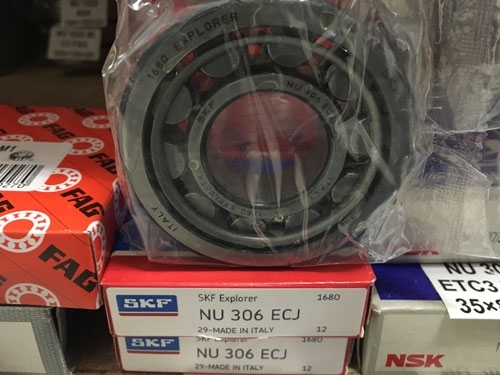 1680 EXPLORER
SKF
NU 306 ECJ
ITALY
FAG
FAG
FAG
SKF
SKF Explorer
1680
NU 306 ECJ
29-MADE IN ITALY
12
SKF
SKF Explorer
1680
NU 306 ECJ
29-MADE IN ITALY
12
NU 30
ETC3
35×
NSK